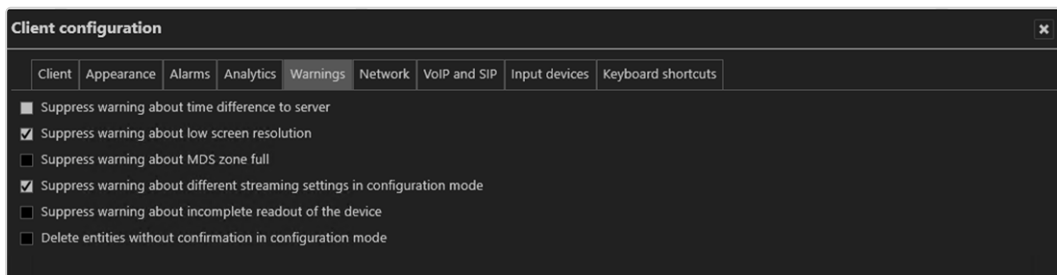 Client configuration
Client Appearance Alarms Analytics Warnings Network VoIP and SIP Input devices Keyboard shortcuts
Suppress warning about time difference to server
Suppress warning about low screen resolution
Suppress warning about MDS zone full
Suppress warning about different streaming settings in configuration mode
Suppress warning about incomplete readout of the device
Delete entities without confirmation in configuration mode